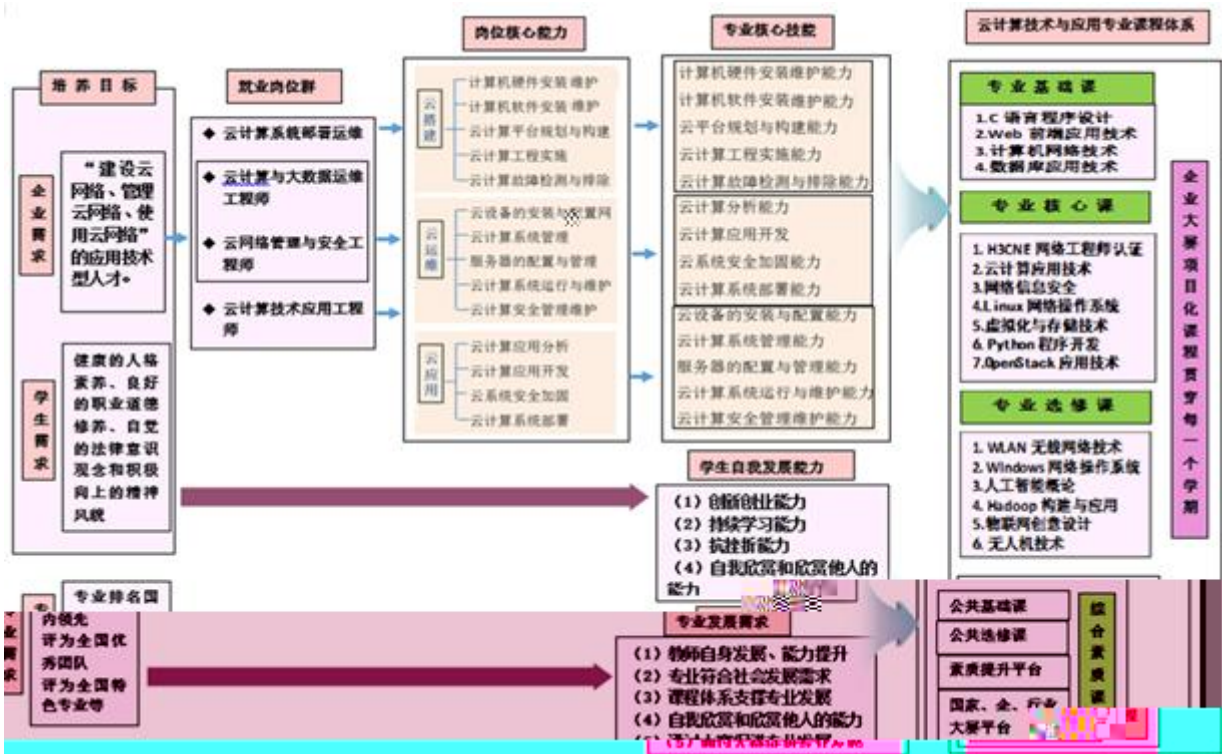 培养目标
企业需求
“建设云
网络、管理
云网络、使
用云网络”
的应用技术
型人才。
学生需求
健康的人格
素养、良好
的职业道德
修养、自觉
的法律意识
观念和积极
向上的精神
风貌
专业需求
专业排名国
内领先
评为全国优
秀团队
评为全国特
色专业等
就业岗位群
◆ 云计算系统部署运维
◆ 云计算与大数据运维
工程师
◆ 云网络管理与安全工
程师
◆ 云计算技术应用工程
师
岗位核心能力
云搭建
计算机硬件安装维护
计算机软件安装维护
云计算平台规划与构建
云计算工程实施
云计算故障检测与排除
云运维
云设备的安装与配置网
云计算系统管理
服务器的配置与管理
云计算系统运行与维护
云计算安全管理维护
云应用
云计算应用分析
云计算应用开发
云系统安全加固
云计算系统部署
专业核心技能
计算机硬件安装维护能力
计算机软件安装维护能力
云平台规划与构建能力
云计算工程实施能力
云计算故障检测与排除能力
云计算分析能力
云计算应用开发
云系统安全加固能力
云计算系统部署能力
云设备的安装与配置能力
云计算系统管理能力
服务器的配置与管理能力
云计算系统运行与维护能力
云计算安全管理维护能力
学生自我发展能力
（1）创新创业能力
（2）持续学习能力
（3）抗挫折能力
（4）自我欣赏和欣赏他人的
能力
专业发展需求
（1）教师自身发展、能力提升
（2）专业符合社会发展需求
（3）课程体系支撑专业发展
（4）自我欣赏和欣赏他人的能力
云计算技术与应用专业课程体系
专业基础课
1.C 语言程序设计
2.Web 前端应用技术
3.计算机网络技术
4.数据库应用技术
专业核心课
1. H3CNE 网络工程师认证
2.云计算应用技术
3.网络信息安全
4.Linux 网络操作系统
5.虚拟化与存储技术
6. Python 程序开发
7.OpenStack 应用技术
专业选修课
1. WLAN 无线网络技术
2. Windows 网络操作系统
3.人工智能概论
4. Hadoop 构建与应用
5.物联网创意设计
6. 无人机技术
企业大赛项目化课程贯穿每一个学期
公共基础课
公共选修课
素质提升平台
国家、企、行业
大赛平台
综合素质课